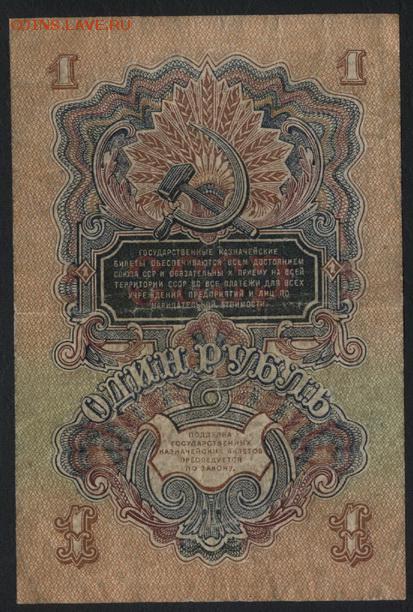 COINS.LAVE.RU
1 1
ГОСУДАРСТВЕННЫЕ КАЗНАЧЕЙСКИЕ
БИЛЕТЫ ОБЕСПЕЧИВАЮТСЯ ВСЕМ ДОСТОЯНИЕМ
СОЮЗА ССР И ОБЯЗАТЕЛЬНЫ К ПРИЕМУ НА ВСЕЙ
ТЕРРИТОРИИ СССР ВО ВСЕ ПЛАТЕЖИ ДЛЯ ВСЕХ
УЧРЕЖДЕНИЙ, ПРЕДПРИЯТИЙ И ЛИЦ ПО
НАРИЦАТЕЛЬНОЙ СТОИМОСТИ.
ОДИН РУБЛЬ
ПОДДЕЛКА
ГОСУДАРСТВЕННЫХ
КАЗНАЧЕЙСКИХ БИЛЕТОВ
ПРЕСЛЕДУЕТСЯ
ПО ЗАКОНУ.
1 1